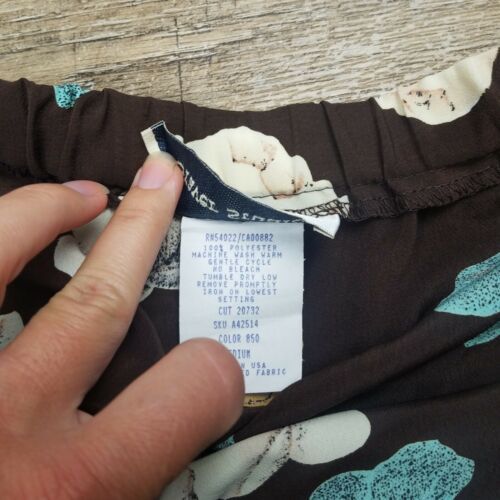 RN54022/CA00882
100% POLYESTER
MACHINE WASH WARM
GENTLE CYCLE
NO BLEACH
TUMBLE DRY LOW
REMOVE PROMPTLY
IRON ON LOWEST
SETTING
CUT 20732
SKU A42514
COLOR 850
USA
FABRIC